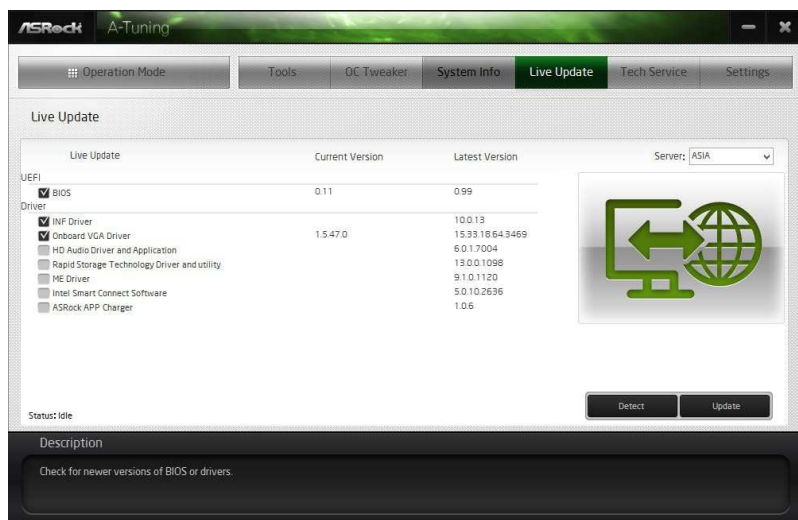 ASRock A-Tuning
Operation Mode Tools OC Tweaker System Info Live Update Tech Service Settings
Live Update
Live Update Current Version Latest Version Server: ASIA
UEFI
BIOS 0.11 0.99
Driver
INF Driver 10.0.13
Onboard VGA Driver 1.5.47.0 15.33.18.64.3469
HD Audio Driver and Application 6.0.1.7004
Rapid Storage Technology Driver and utility 13.0.0.1098
ME Driver 9.1.0.1120
Intel Smart Connect Software 5.0.10.2636
ASRock APP Charger 1.0.6
Detect Update
Status: Idle
Description
Check for newer versions of BIOS or drivers.